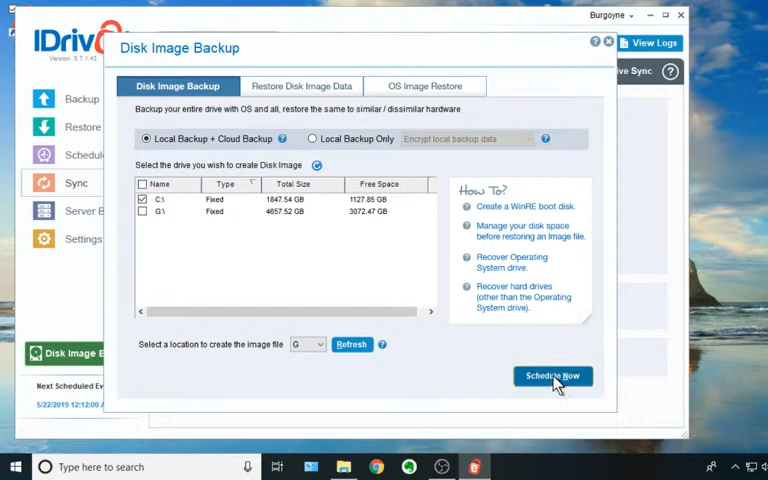 Burgoyne
IDriv
Version 6.7.1.43
View Logs
ve Sync
Backup
Restore
Schedul
Sync
Server B
Settings
Disk Image B
Next Scheduled Ev
5/22/2019 12:12:00
Disk Image Backup
Disk Image Backup
Restore Disk Image Data
OS Image Restore
Backup your entire drive with OS and all, restore the same to similar / dissimilar hardware
Local Backup + Cloud Backup
Local Backup Only
Encrypt local backup data
Select the drive you wish to create Disk Image
Name Type Total Size Free Space
C:\ Fixed 1847.54 GB 1127.85 GB
G:\ Fixed 4657.52 GB 3072.47 GB
How To?
Create a WinRE boot disk.
Manage your disk space
before restoring an Image file.
Recover Operating
System drive.
Recover hard drives
(other than the Operating
System drive).
Select a location to create the image file G Refresh
Schedule Now
Type here to search